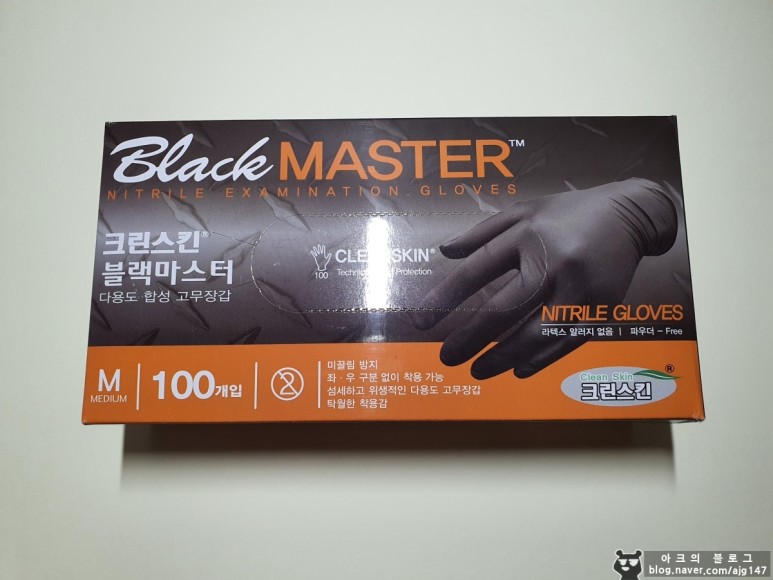 Black MASTER™
NITRILE EXAMINATION GLOVES
크린스킨®
블랙마스터
다용도 합성 고무장갑
100
CLEAN SKIN®
Protection
NITRILE GLOVES
라텍스 알러지 없음 | 파우더 - Free
M
MEDIUM
100개입
2
미끌림 방지
좌 · 우 구분 없이 착용 가능
섬세하고 위생적인 다용도 고무장갑
탁월한 착용감
Clean Skin ®
크린스킨
아크의 블로그
blog.naver.com/ajg147